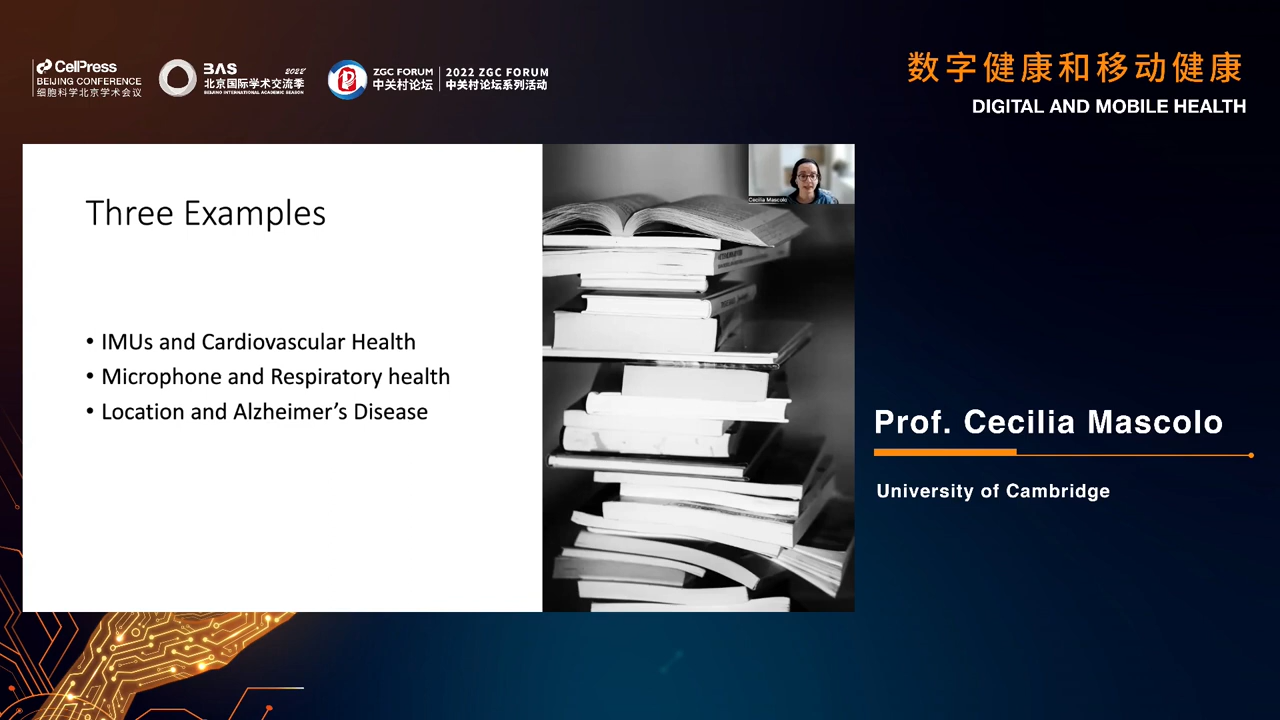 CellPress
BEIJING CONFERENCE
细胞科学北京学术会议
BAS 2022
北京国际学术交流季
BEIJING INTERNATIONAL ACADEMIC SEASON
ZGC FORUM
中关村论坛
2022 ZGC FORUM
中关村论坛系列活动
数字健康和移动健康
DIGITAL AND MOBILE HEALTH
Cecilia Mascolo
Three Examples
• IMUs and Cardiovascular Health
• Microphone and Respiratory health
• Location and Alzheimer’s Disease
Prof. Cecilia Mascolo
University of Cambridge